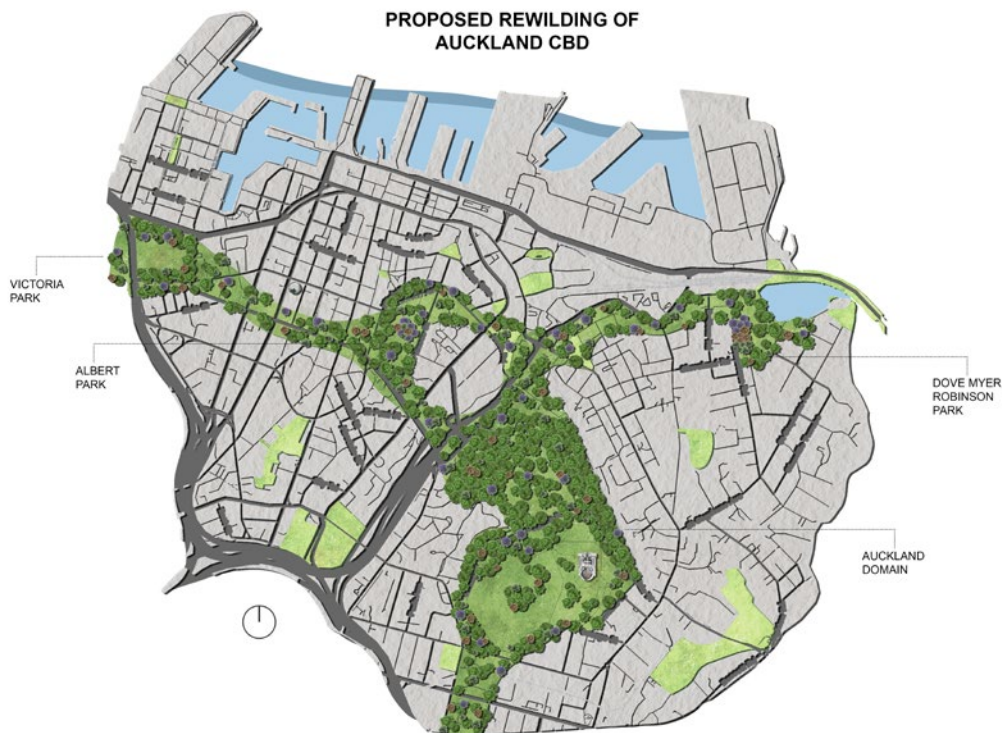 PROPOSED REWILDING OF
AUCKLAND CBD
VICTORIA
PARK
ALBERT
PARK
DOVE MYER
ROBINSON
PARK
AUCKLAND
DOMAIN